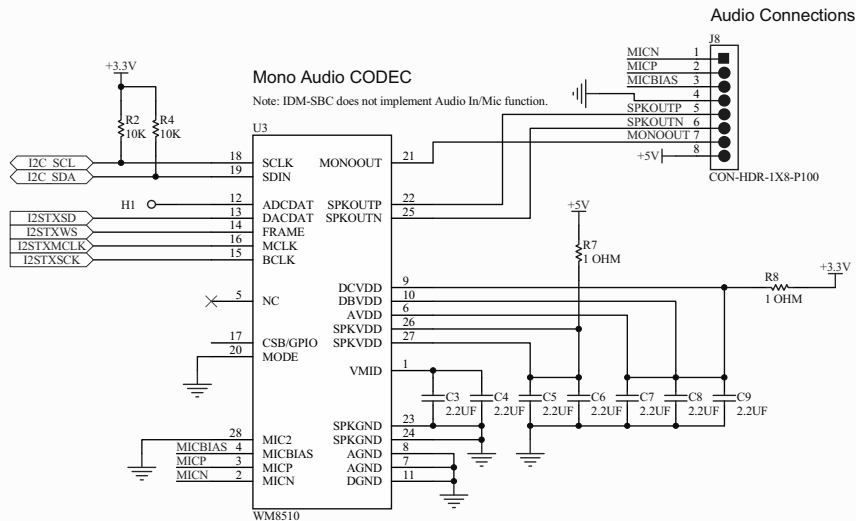 Audio Connections
J8
MICN 1
MICP 2
MICBIAS 3
4
SPKOUTP 5
SPKOUTN 6
MONOOUT 7
+5V 8
CON-HDR-1X8-P100
+3.3V
R2
10K
R4
10K
Mono Audio CODEC
Note: IDM-SBC does not implement Audio In/Mic function.
U3
I2C_SCL 18 SCLK MONOOUT 21
I2C_SDA 19 SDIN
H1 12 ADCDAT SPKOUTP 22
I2STXSD 13 DACDAT SPKOUTN 25
I2STXWS 14 FRAME
I2STXMCLK 16 MCLK
I2STXSCK 15 BCLK
+5V
R7
1 OHM
R8
1 OHM
+3.3V
DCVDD 9
DBVDD 10
5 NC AVDD 6
SPKVDD 26
17 CSB/GPIO SPKVDD 27
20 MODE
VMID 1
C3
2.2UF
C4
2.2UF
C5
2.2UF
C6
2.2UF
C7
2.2UF
C8
2.2UF
C9
2.2UF
SPKGND 23
28 MIC2 SPKGND 24
MICBIAS 4 MICBIAS AGND 8
MICP 3 MICP AGND 7
MICN 2 MICN DGND 11
WM8510